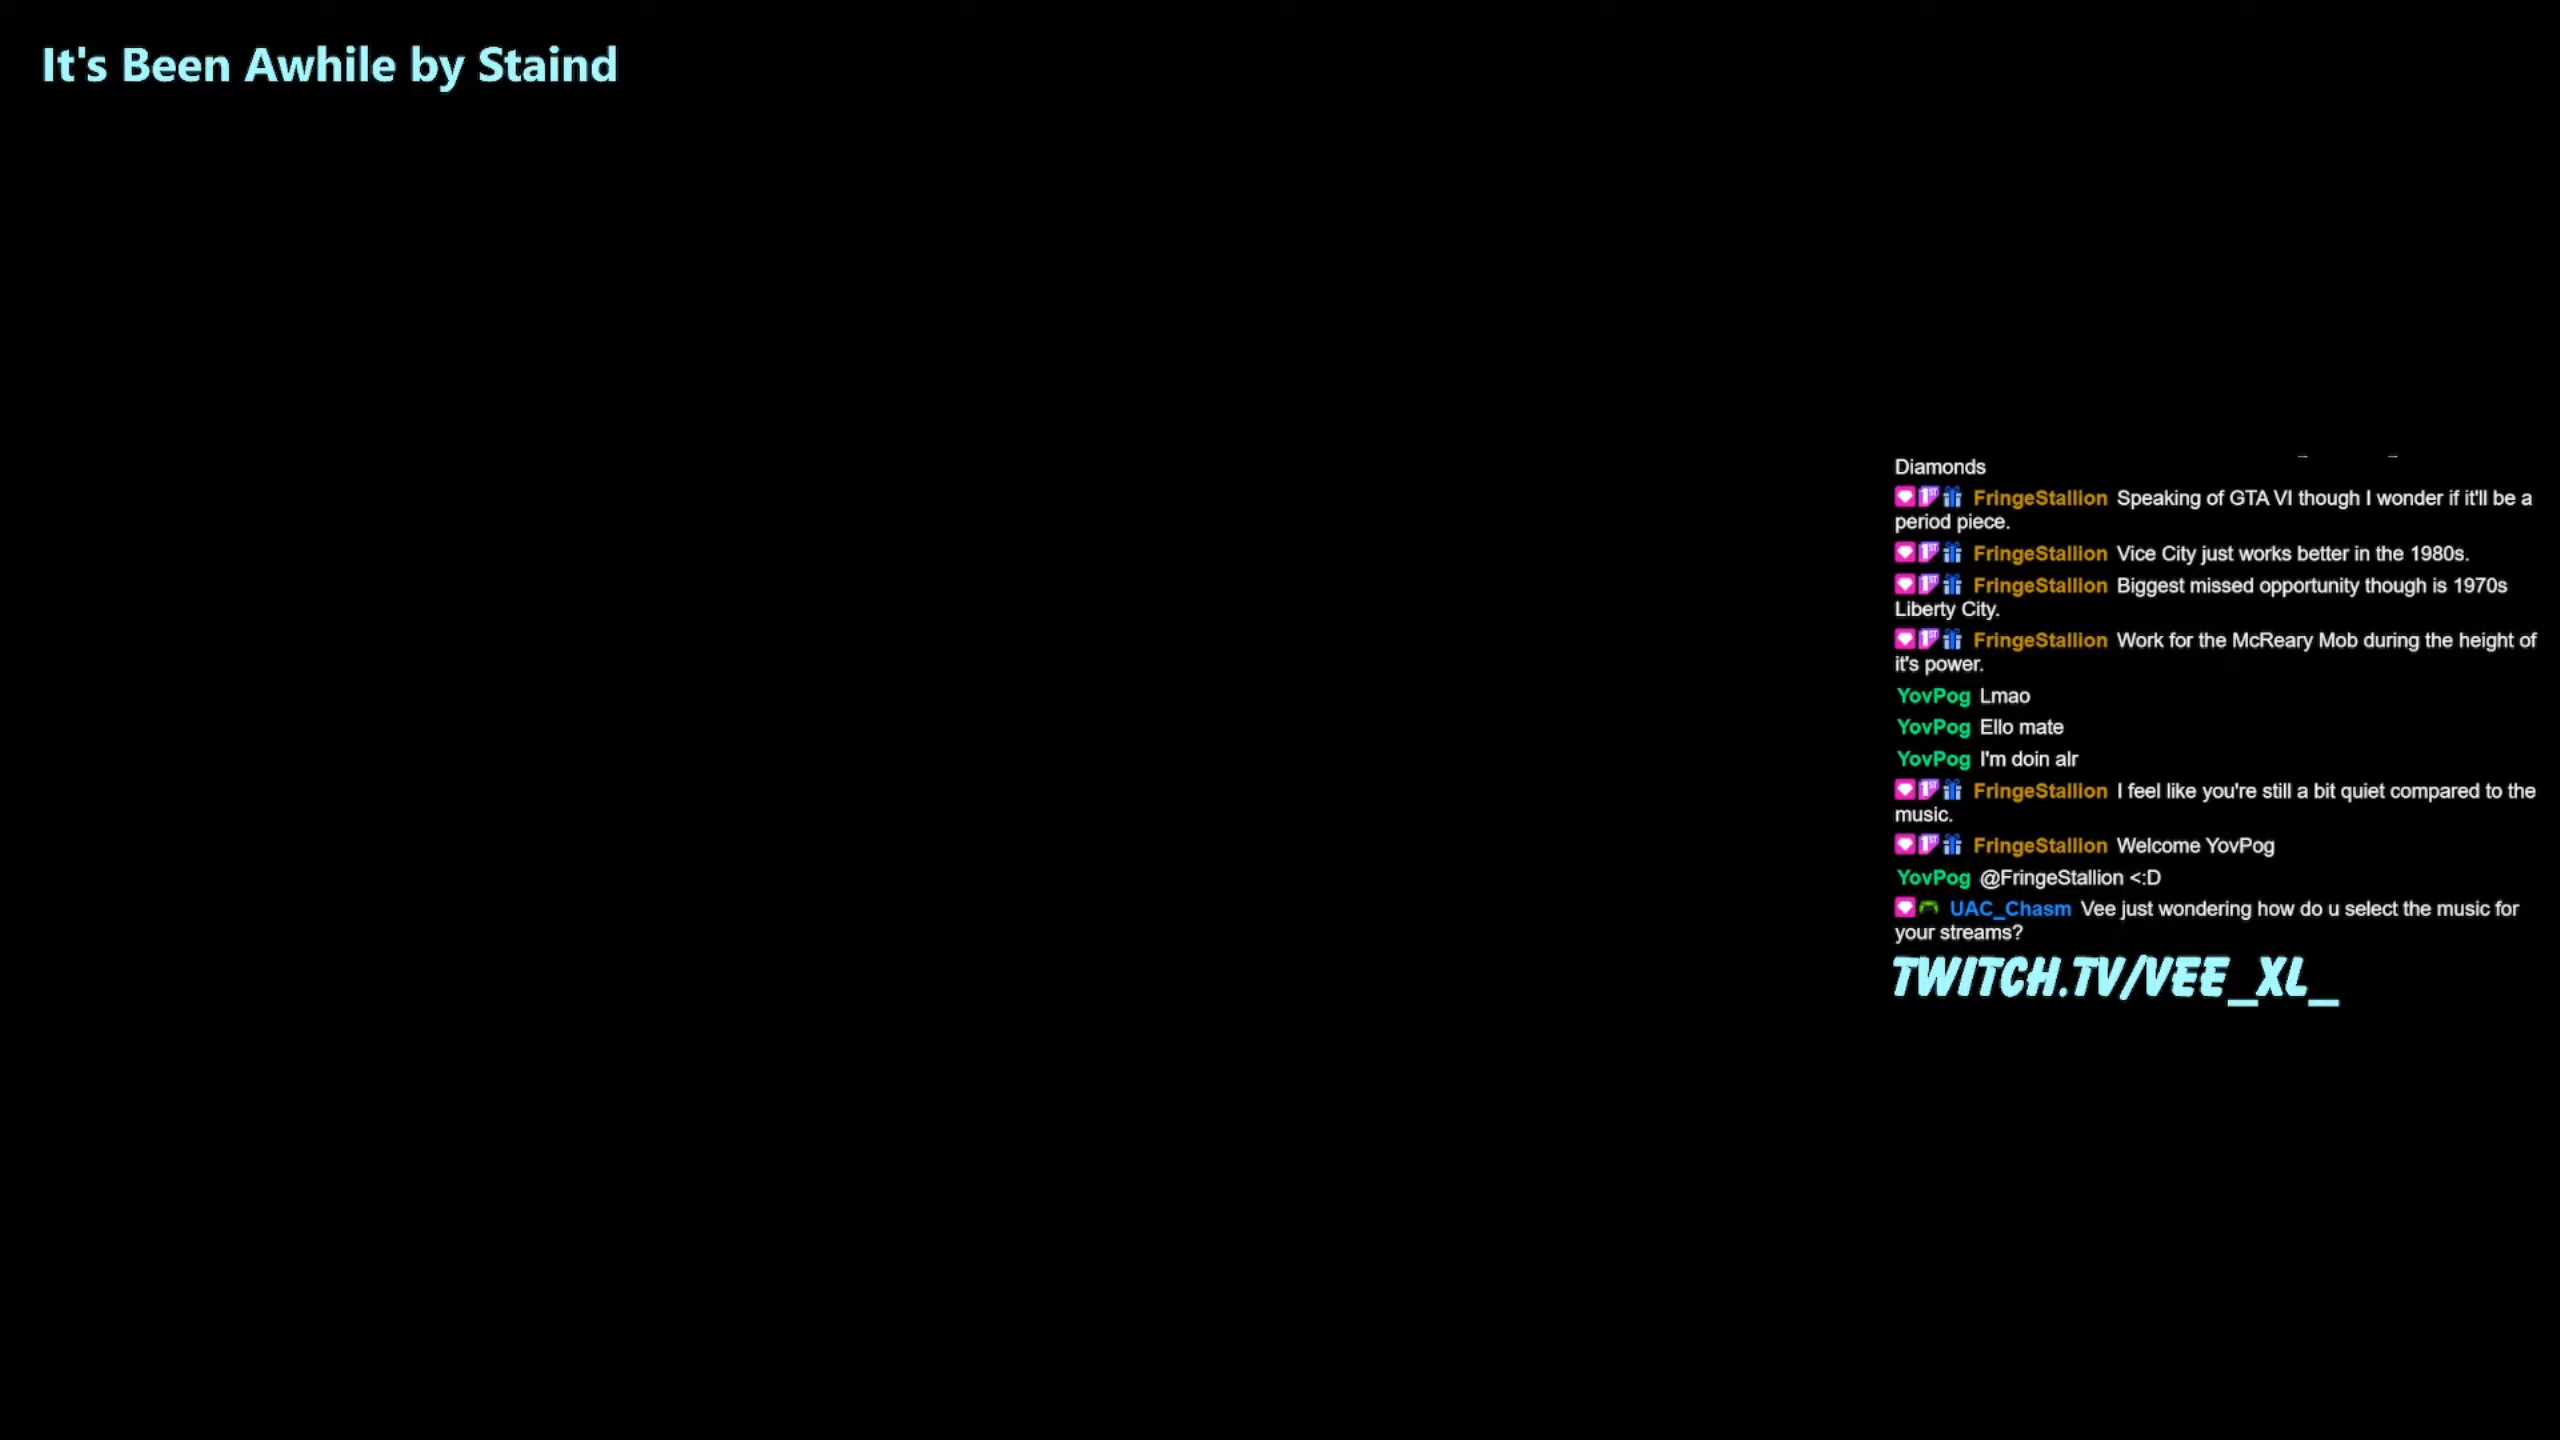 It's Been Awhile by Staind
Diamonds
FringeStallion Speaking of GTA VI though I wonder if it'll be a
period piece.
FringeStallion Vice City just works better in the 1980s.
FringeStallion Biggest missed opportunity though is 1970s
Liberty City.
FringeStallion Work for the McReary Mob during the height of
it's power.
YovPog Lmao
YovPog Ello mate
YovPog I'm doin alr
FringeStallion I feel like you're still a bit quiet compared to the
music.
FringeStallion Welcome YovPog
YovPog @FringeStallion <:D
UAC_Chasm Vee just wondering how do u select the music for
your streams?
TWITCH.TV/VEE_XL_